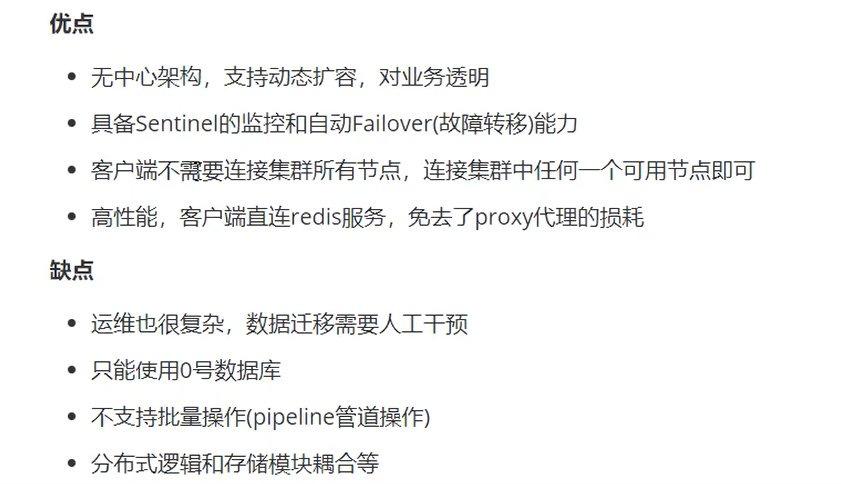 优点
无中心架构，支持动态扩容，对业务透明
具备Sentinel的监控和自动Failover(故障转移)能力
客户端不需要连接集群所有节点，连接集群中任何一个可用节点即可
高性能，客户端直连redis服务，免去了proxy代理的损耗
缺点
运维也很复杂，数据迁移需要人工干预
只能使用0号数据库
不支持批量操作(pipeline管道操作)
分布式逻辑和存储模块耦合等